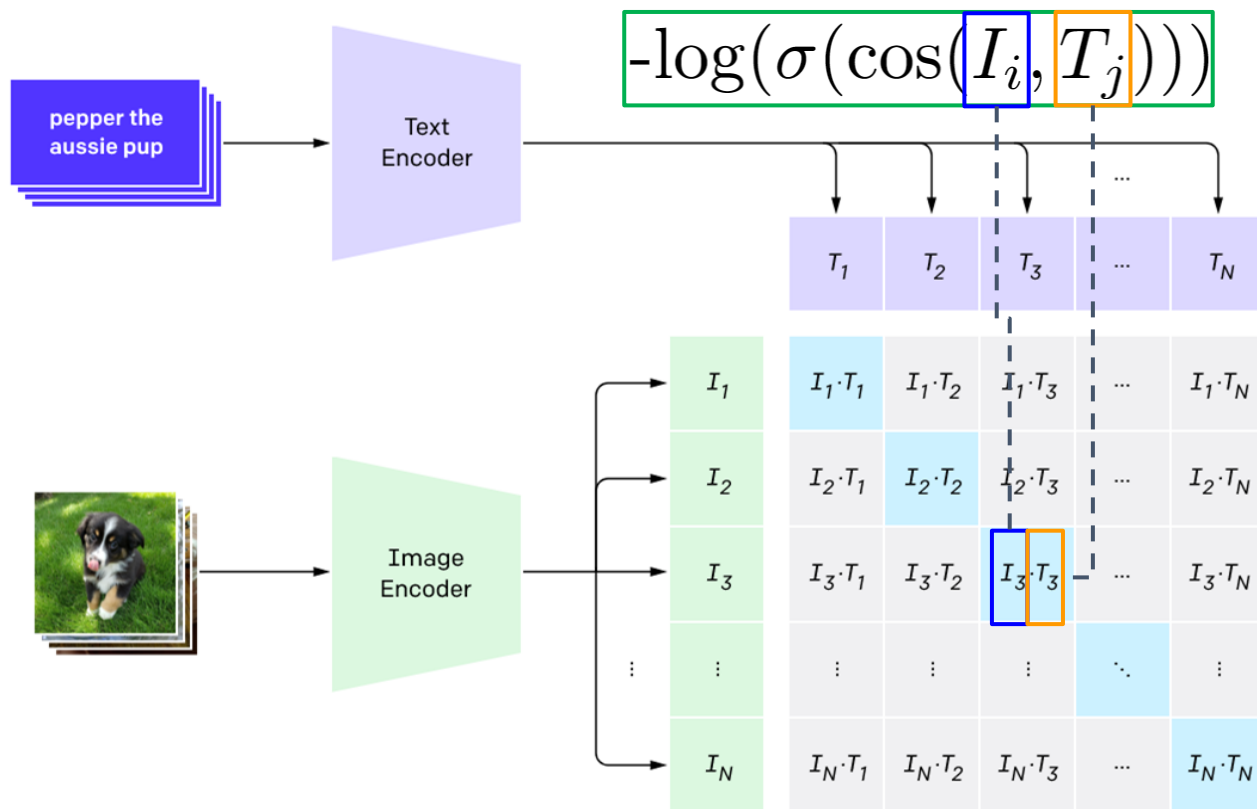 -log(σ(cos(I_i, T_j)))
pepper the
aussie pup
Text
Encoder
...
T_1 T_2 T_3 ... T_N
I_1 I_1·T_1 I_1·T_2 I_1·T_3 ... I_1·T_N
I_2 I_2·T_1 I_2·T_2 I_2·T_3 ... I_2·T_N
Image
Encoder
I_3 I_3·T_1 I_3·T_2 I_3·T_3 ... I_3·T_N
⋮ ⋮ ⋮ ⋮ ⋮ ⋱ ⋮
I_N I_N·T_1 I_N·T_2 I_N·T_3 ... I_N·T_N